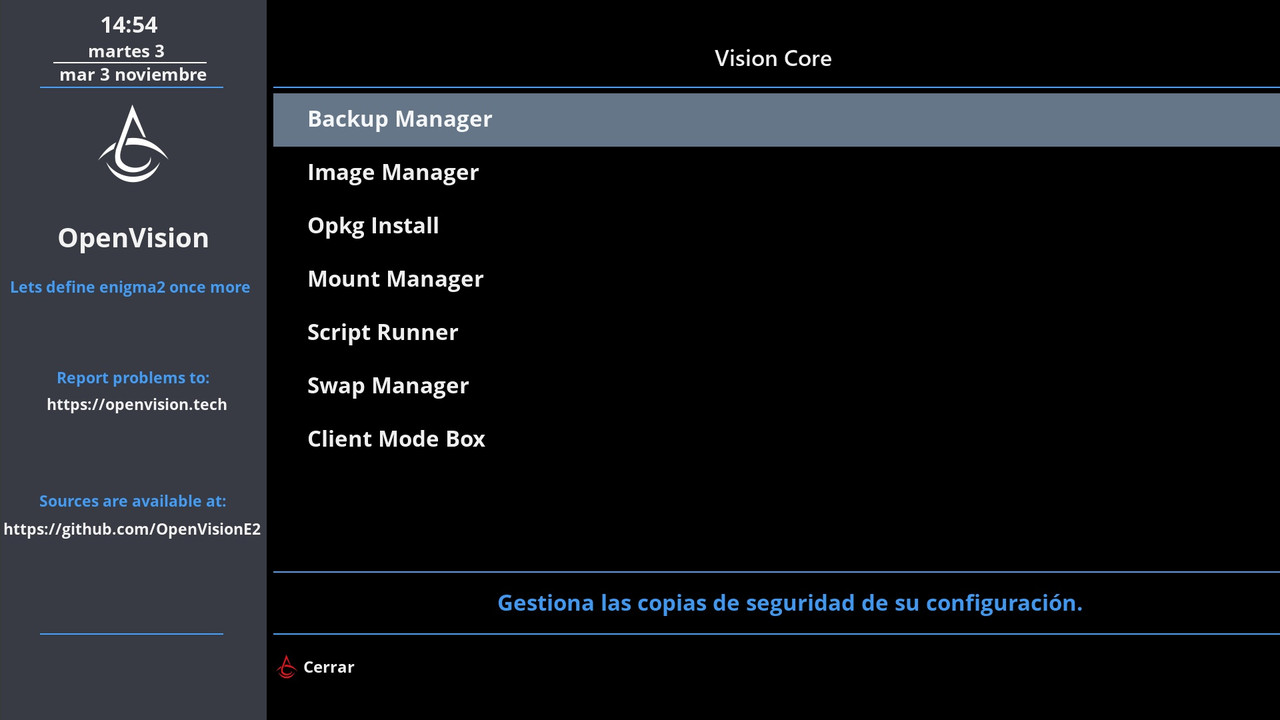 14:54
martes 3
mar 3 noviembre
OpenVision
Lets define enigma2 once more
Report problems to:
https://openvision.tech
Sources are available at:
https://github.com/OpenVisionE2
Vision Core
Backup Manager
Image Manager
Opkg Install
Mount Manager
Script Runner
Swap Manager
Client Mode Box
Gestiona las copias de seguridad de su configuración.
Cerrar